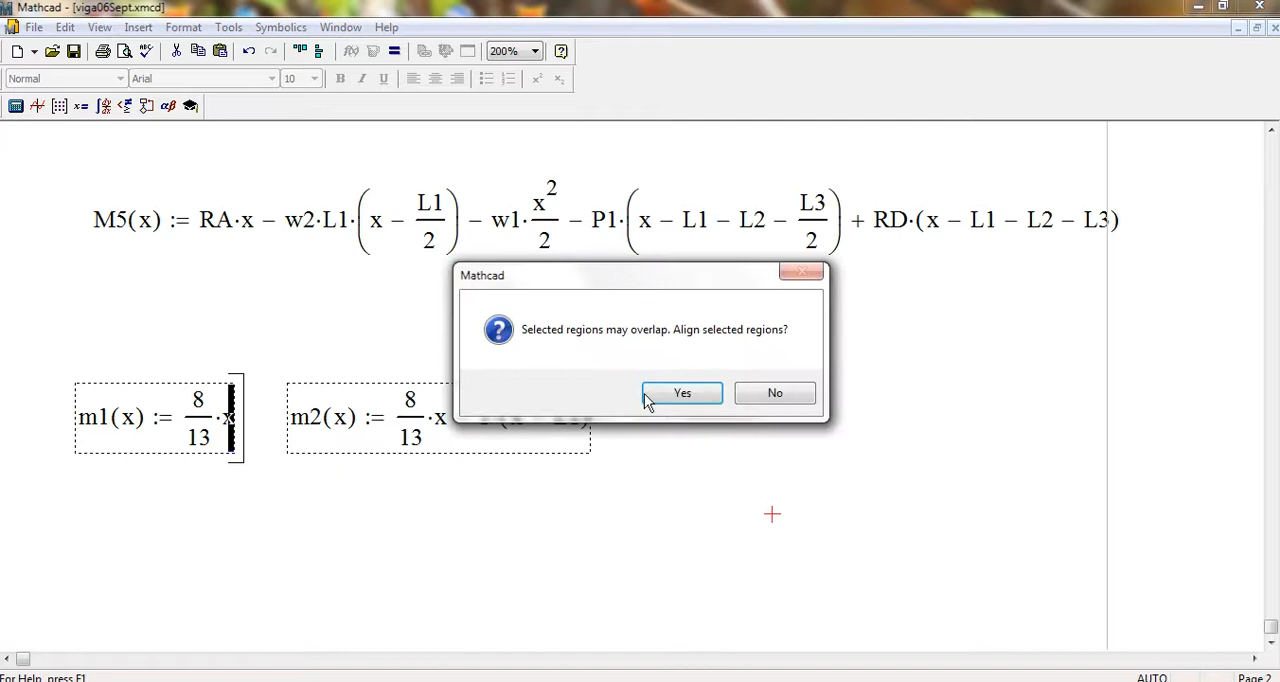 Mathcad - [viga06Sept.xmcd]
File Edit View Insert Format Tools Symbolics Window Help
200%
Normal Arial 10 B I U
M5(x) := RA·x − w2·L1·(x − L1/2) − w1·x^2/2 − P1·(x − L1 − L2 − L3/2) + RD·(x − L1 − L2 − L3)
Mathcad
Selected regions may overlap. Align selected regions?
Yes No
m1(x) := 8/13·x m2(x) := 8/13·x
For Help, press F1 AUTO Page 2